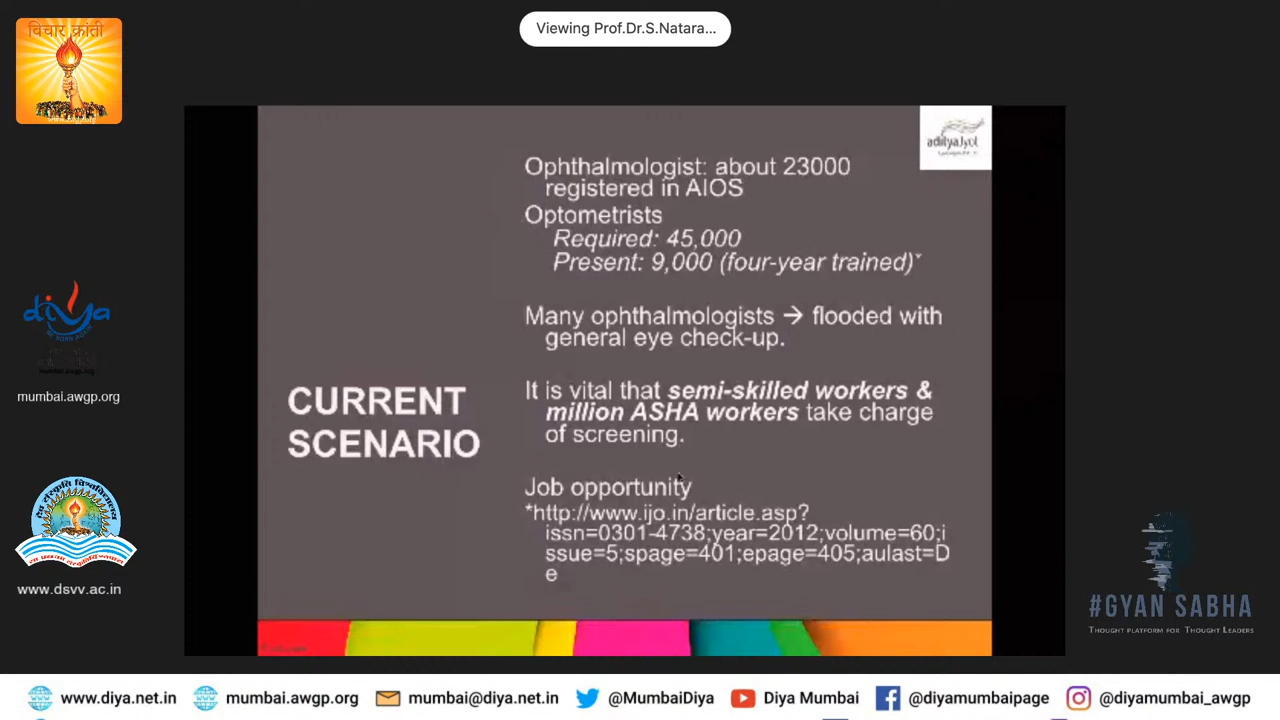 विचार क्रांती
www.awgp.org
Viewing Prof.Dr.S.Natara...
adityaJyot
Ophthalmologist: about 23000
registered in AIOS
Optometrists
Required: 45,000
Present: 9,000 (four-year trained)*
Many ophthalmologists → flooded with
general eye check-up.
It is vital that semi-skilled workers &
million ASHA workers take charge
of screening.
CURRENT
SCENARIO
Job opportunity
*http://www.ijo.in/article.asp?
issn=0301-4738;year=2012;volume=60;i
ssue=5;spage=401;epage=405;aulast=D
e
diya
mumbai.awgp.org
www.dsvv.ac.in
#GYAN SABHA
THOUGHT PLATFORM FOR THOUGHT LEADERS
www.diya.net.in
mumbai.awgp.org
mumbai@diya.net.in
@MumbaiDiya
Diya Mumbai
@diyamumbaipage
@diyamumbai_awgp